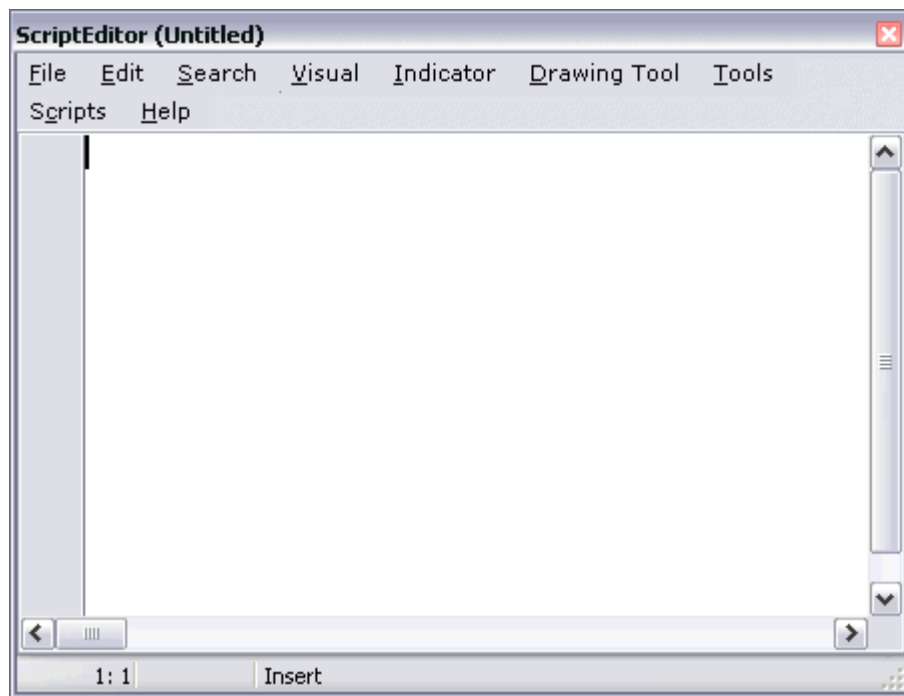 ScriptEditor (Untitled)
File Edit Search Visual Indicator Drawing Tool Tools
Scripts Help
1: 1 Insert